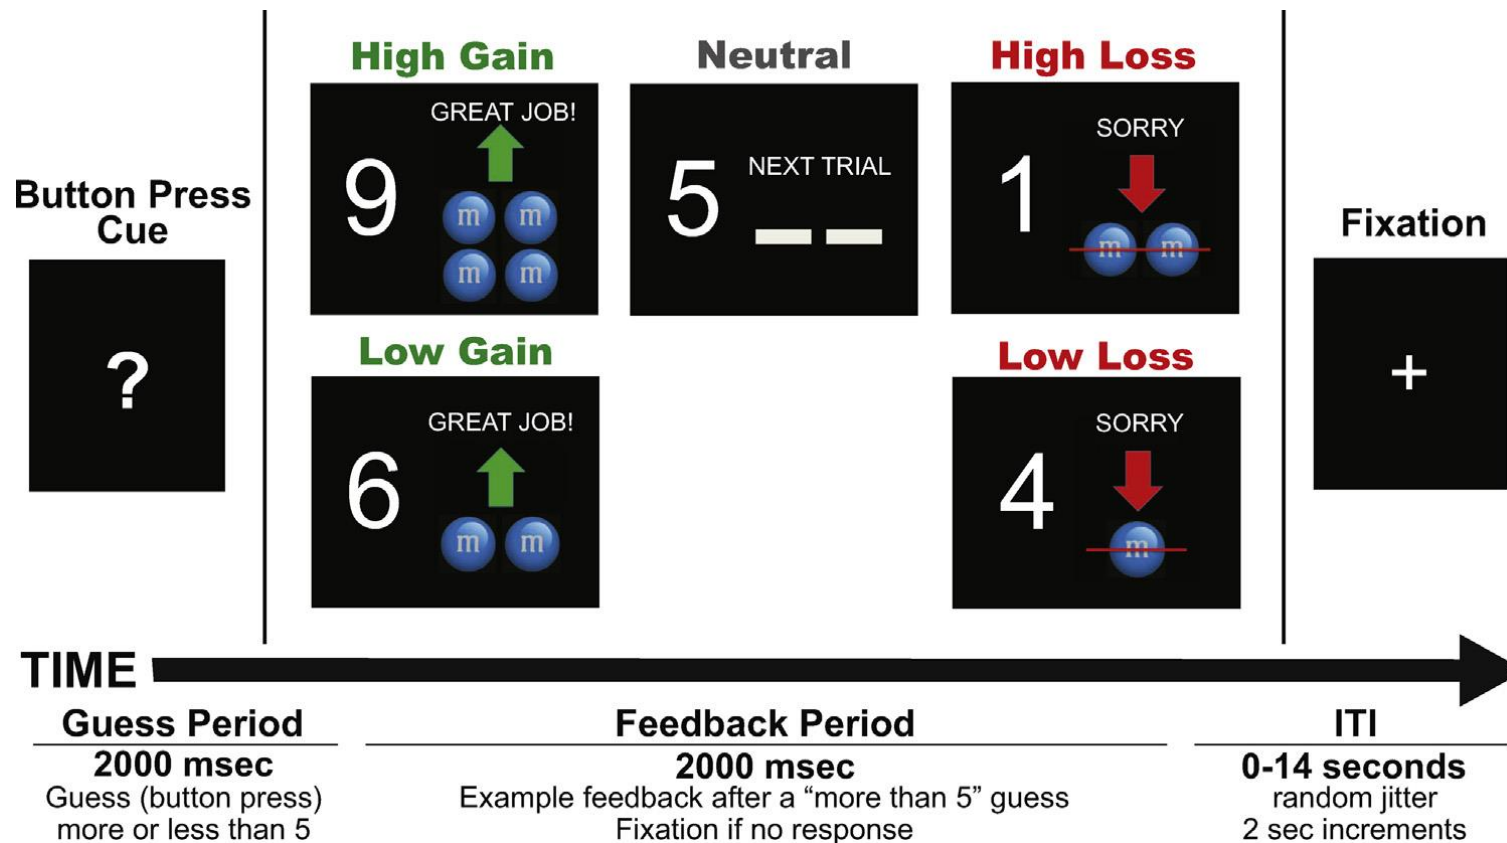 Button Press
Cue
?
High Gain
9
GREAT JOB!
m m
m m
Low Gain
6
GREAT JOB!
m m
Neutral
5
NEXT TRIAL
High Loss
1
SORRY
m m
Low Loss
4
SORRY
m
Fixation
+
TIME
Guess Period
2000 msec
Guess (button press)
more or less than 5
Feedback Period
2000 msec
Example feedback after a “more than 5” guess
Fixation if no response
ITI
0-14 seconds
random jitter
2 sec increments